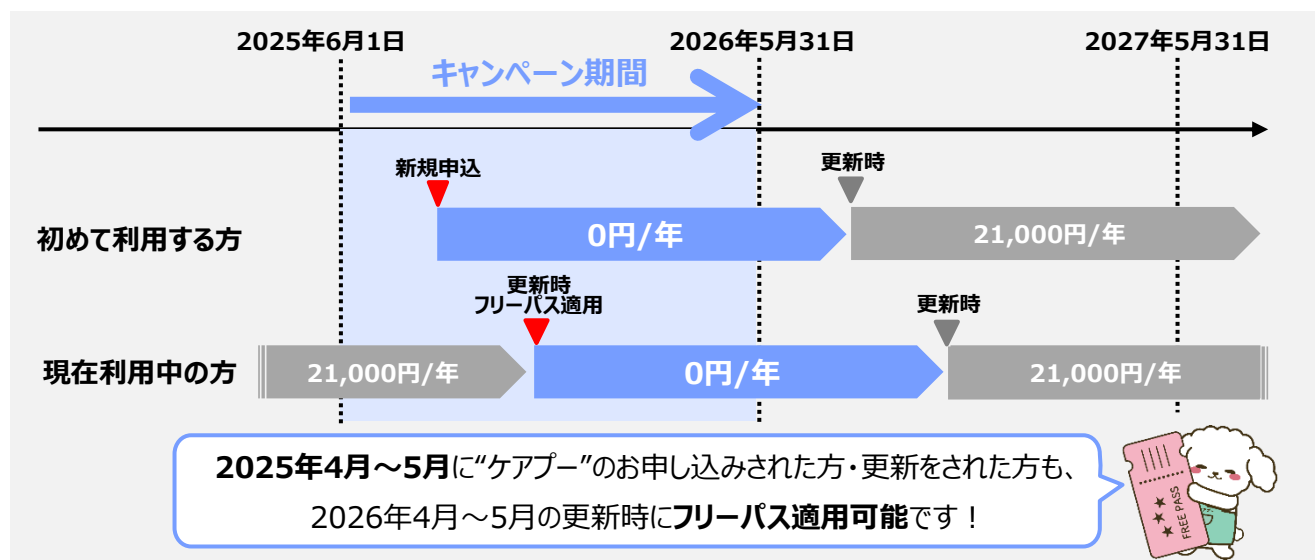 2025年6月1日
2026年5月31日
2027年5月31日
キャンペーン期間
新規申込
更新時
初めて利用する方
0円/年
21,000円/年
更新時
フリーパス適用
更新時
現在利用中の方
21,000円/年
0円/年
21,000円/年
2025年4月～5月に“ケアプー”のお申し込みされた方・更新をされた方も、
2026年4月～5月の更新時にフリーパス適用可能です！
FREE PASS